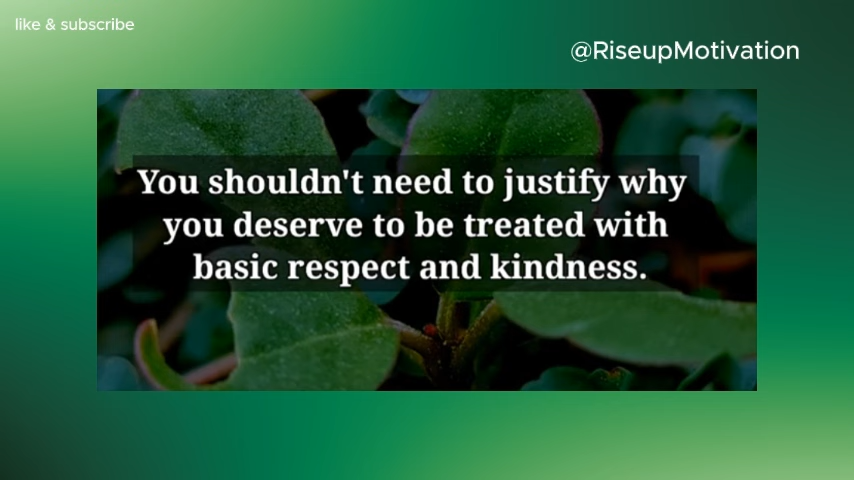 like & subscribe
@RiseupMotivation
You shouldn't need to justify why
you deserve to be treated with
basic respect and kindness.